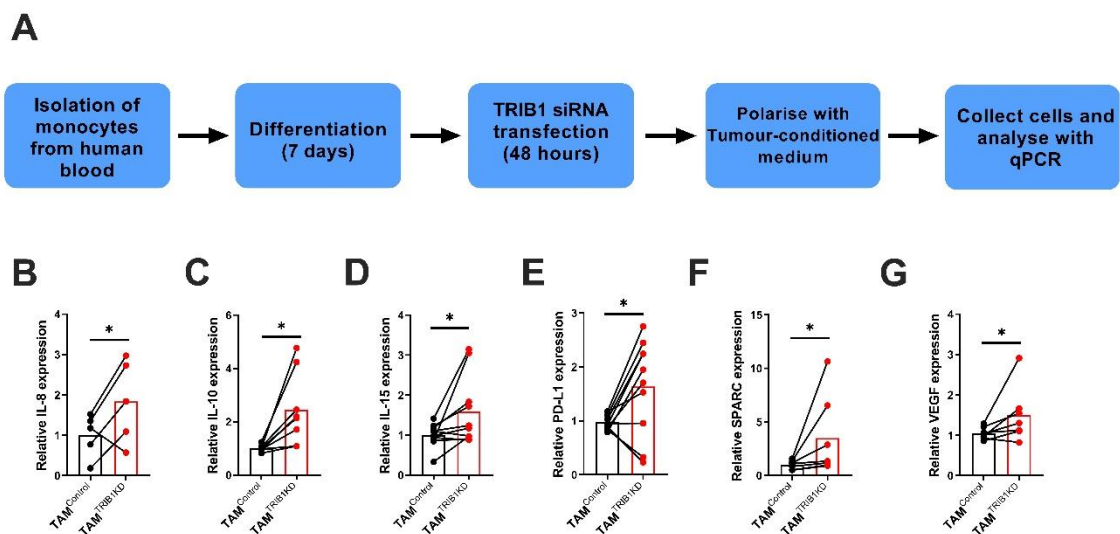 A
Isolation of
monocytes
from human
blood
Differentiation
(7 days)
TRIB1 siRNA
transfection
(48 hours)
Polarise with
Tumour-conditioned
medium
Collect cells and
analyse with
qPCR
B
Relative IL-8 expression
4
3
2
1
0
*
TAMControl
TAMTRIB1KD
C
Relative IL-10 expression
6
4
2
0
*
TAMControl
TAMTRIB1KD
D
Relative IL-15 expression
4
3
2
1
0
*
TAMControl
TAMTRIB1KD
E
Relative PD-L1 expression
3
2
1
0
*
TAMControl
TAMTRIB1KD
F
Relative SPARC expression
15
10
5
0
*
TAMControl
TAMTRIB1KD
G
Relative VEGF expression
4
3
2
1
0
*
TAMControl
TAMTRIB1KD